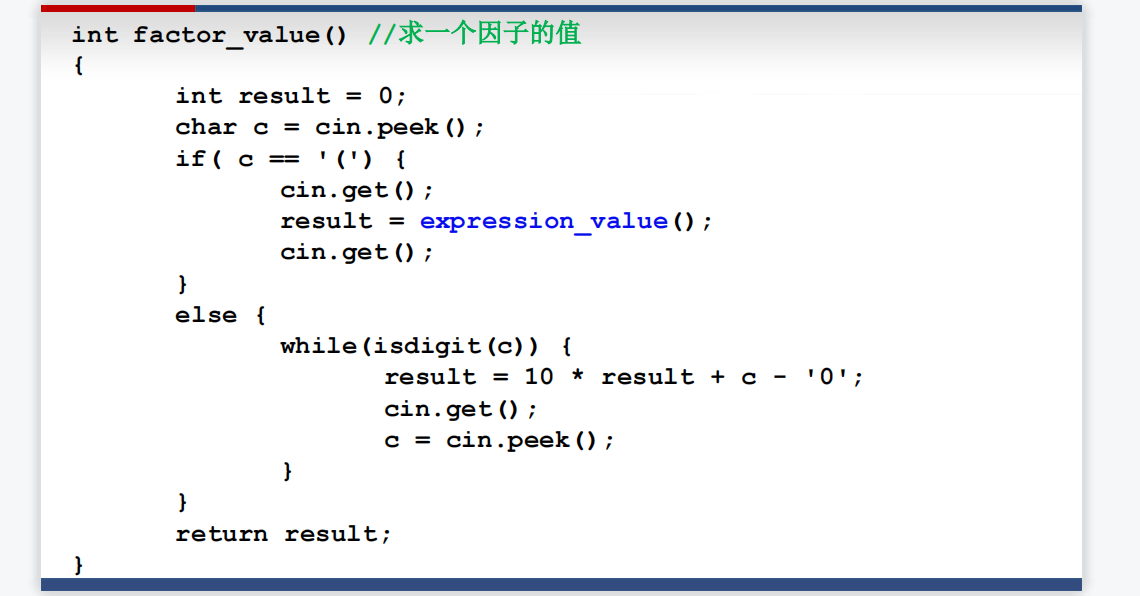 int factor_value() //求一个因子的值
{
int result = 0;
char c = cin.peek();
if( c == '(') {
cin.get();
result = expression_value();
cin.get();
}
else {
while(isdigit(c)) {
result = 10 * result + c - '0';
cin.get();
c = cin.peek();
}
}
return result;
}